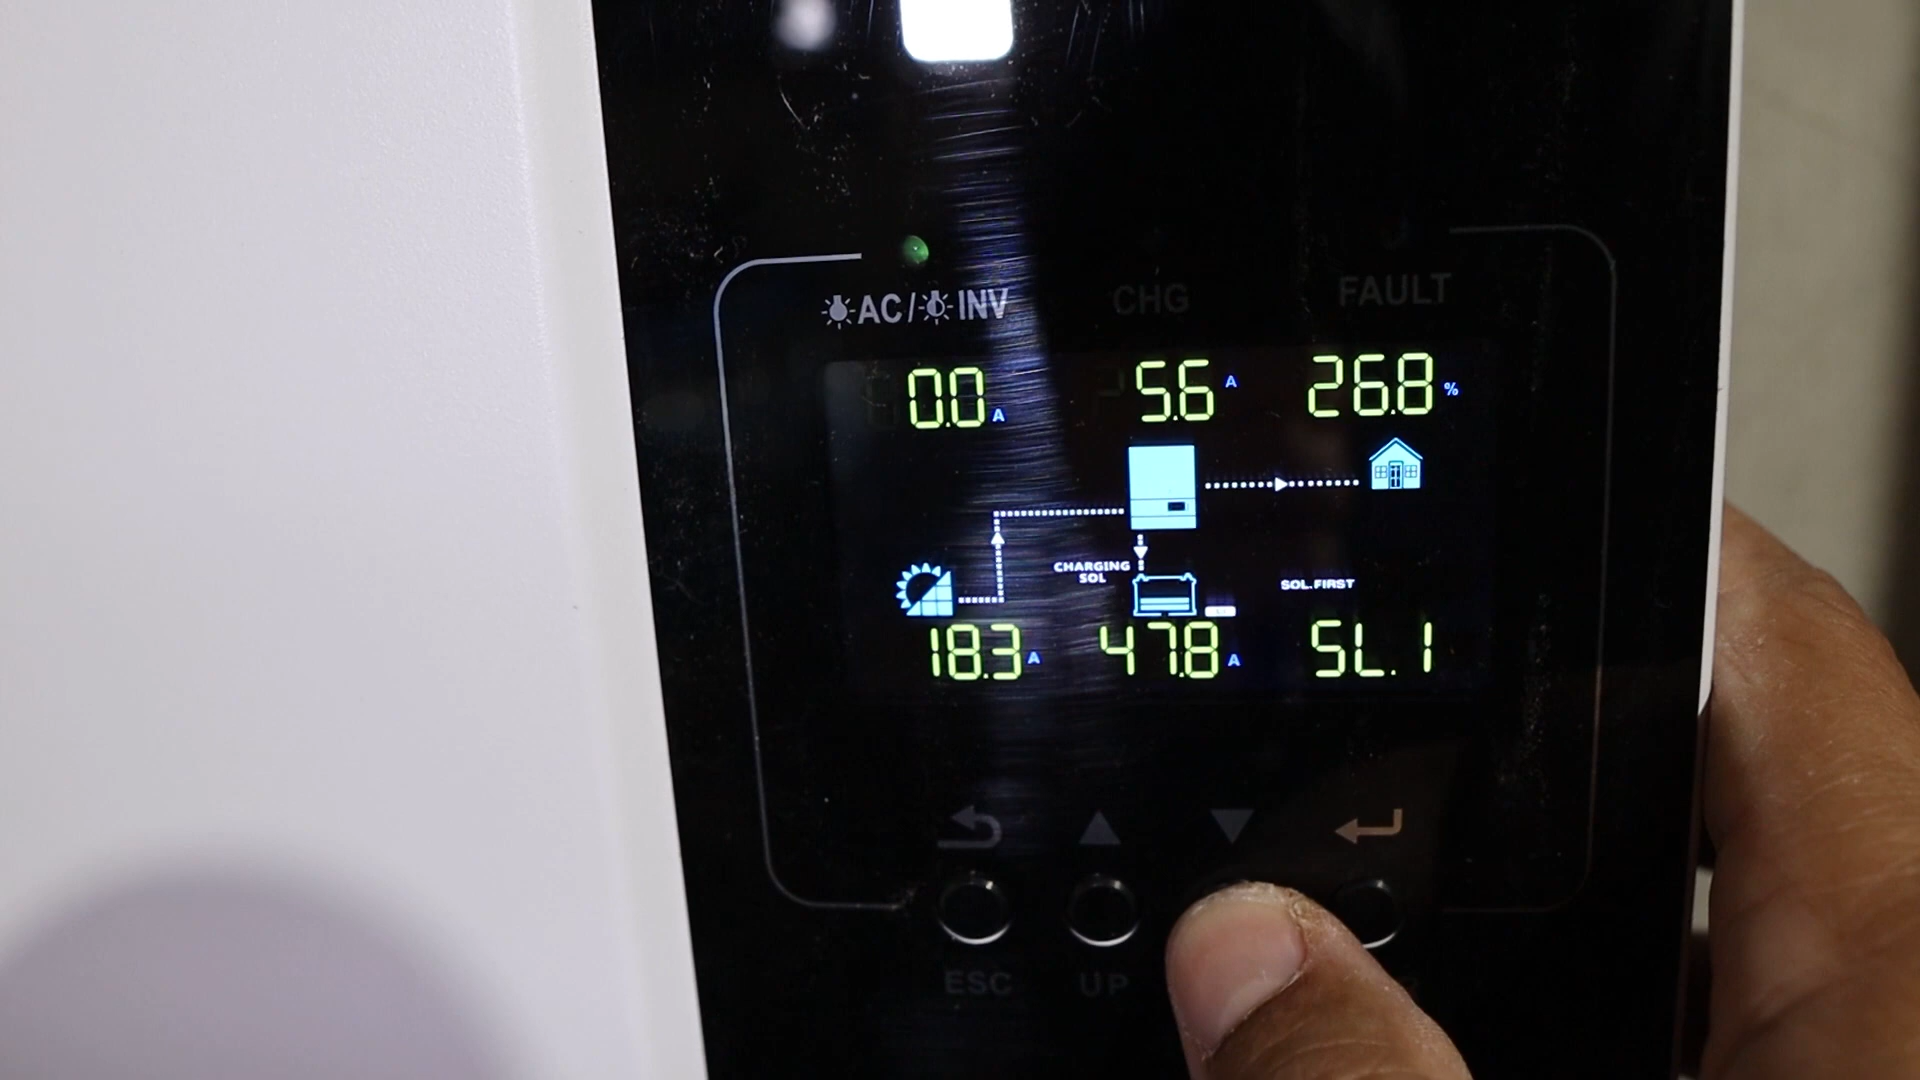 AC/ INV CHG FAULT
0.0 A 5.6 A 26.8 %
CHARGING
SOL
SOL.FIRST
18.3 A 47.8 A SL. 1
ESC UP